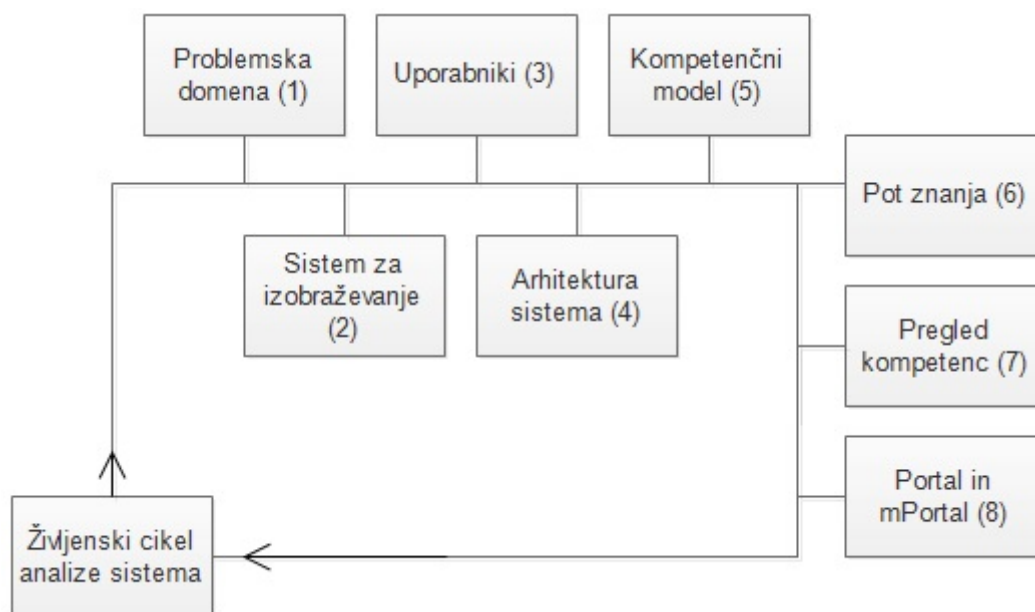 Problemska
domena (1)
Uporabniki (3)
Kompetenčni
model (5)
Pot znanja (6)
Sistem za
izobraževanje
(2)
Arhitektura
sistema (4)
Pregled
kompetenc (7)
Portal in
mPortal (8)
Življenski cikel
analize sistema